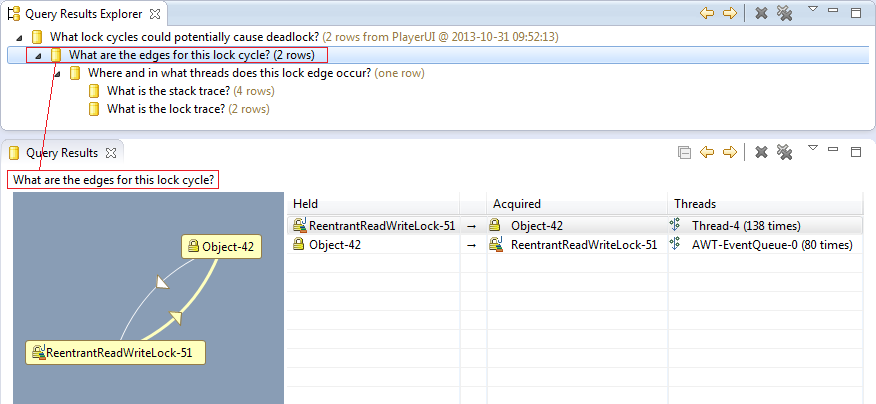 Query Results Explorer
What lock cycles could potentially cause deadlock? (2 rows from PlayerUI @ 2013-10-31 09:52:13)
What are the edges for this lock cycle? (2 rows)
Where and in what threads does this lock edge occur? (one row)
What is the stack trace? (4 rows)
What is the lock trace? (2 rows)
Query Results
What are the edges for this lock cycle?
Object-42
ReentrantReadWriteLock-51
Held Acquired Threads
ReentrantReadWriteLock-51 → Object-42 Thread-4 (138 times)
Object-42 → ReentrantReadWriteLock-51 AWT-EventQueue-0 (80 times)